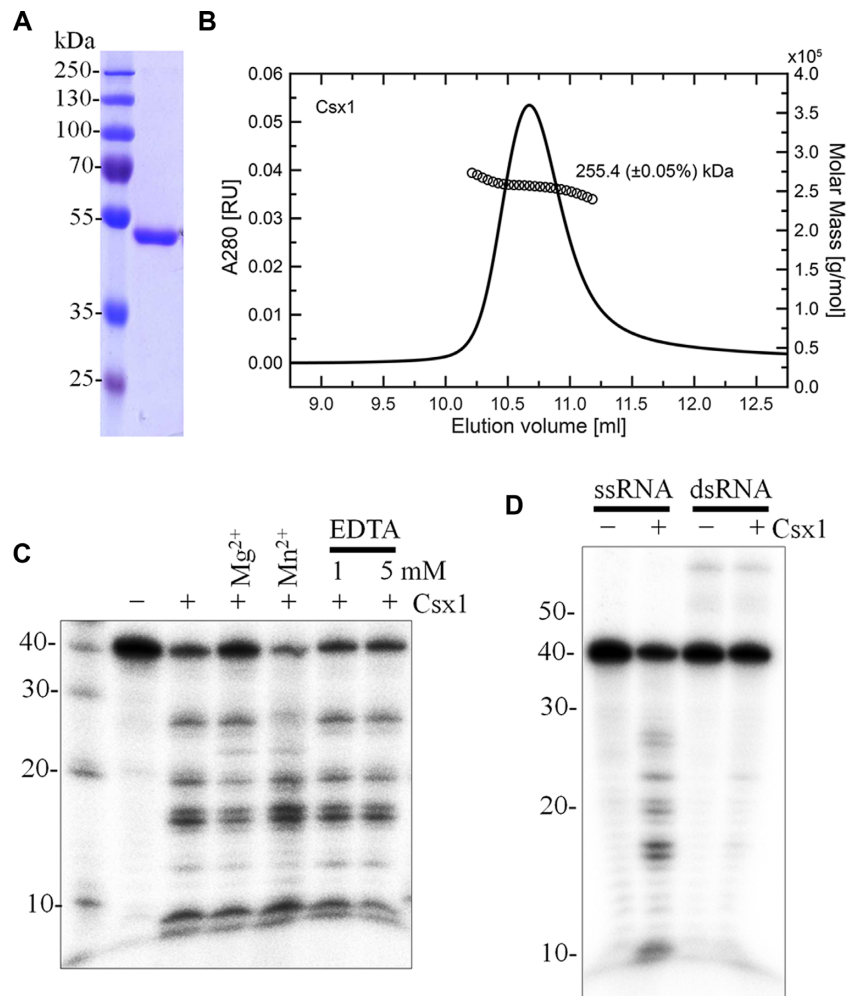 A
kDa
250-
130-
100-
70-
55-
35-
25-
B
x10⁵
Csx1
255.4 (±0.05%) kDa
A280 [RU]
0.06
0.05
0.04
0.03
0.02
0.01
0.00
Molar Mass [g/mol]
4.0
3.5
3.0
2.5
2.0
1.5
1.0
0.5
0.0
9.0 9.5 10.0 10.5 11.0 11.5 12.0 12.5
Elution volume [ml]
C
Mg²⁺
Mn²⁺
EDTA
1 5 mM
− + + + + + Csx1
40-
30-
20-
10-
D
ssRNA dsRNA
− + − + Csx1
50-
40-
30-
20-
10-